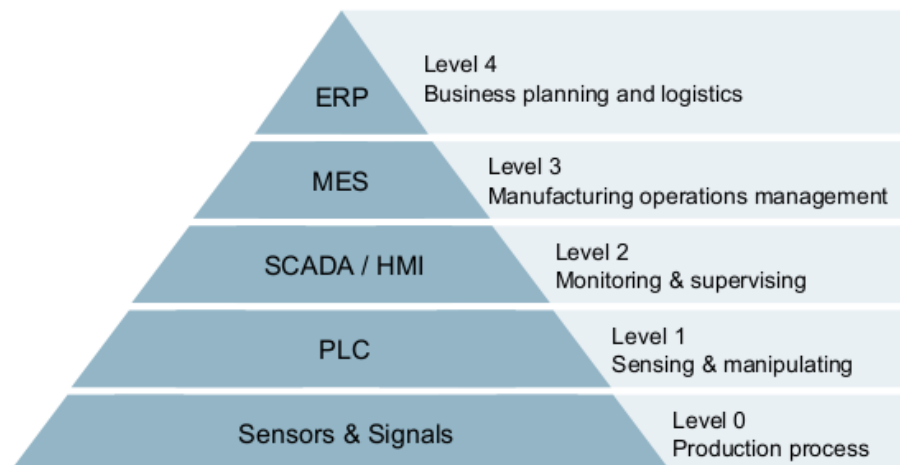 ERP
Level 4
Business planning and logistics
MES
Level 3
Manufacturing operations management
SCADA / HMI
Level 2
Monitoring & supervising
PLC
Level 1
Sensing & manipulating
Sensors & Signals
Level 0
Production process